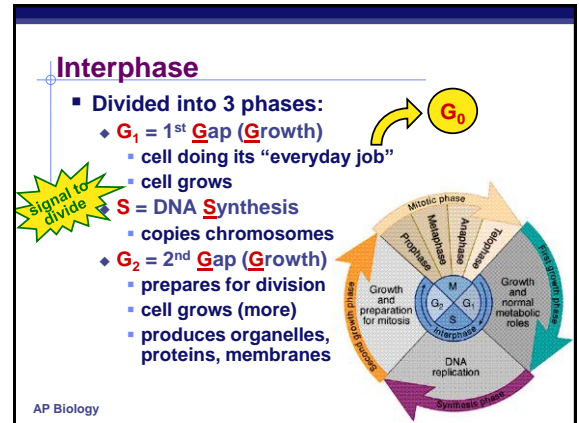 Interphase
▪ Divided into 3 phases:
◆ G₁ = 1ˢᵗ Gap (Growth)
▪ cell doing its “everyday job”
▪ cell grows
◆ S = DNA Synthesis
▪ copies chromosomes
◆ G₂ = 2ⁿᵈ Gap (Growth)
▪ prepares for division
▪ cell grows (more)
▪ produces organelles,
proteins, membranes
G₀
signal to
divide
Mitotic phase
Prophase
Metaphase
Anaphase
Telophase
First growth phase
Growth
and
normal
metabolic
roles
Growth
and
preparation
for mitosis
Second growth phase
M
G₂
G₁
S
Interphase
DNA
replication
Synthesis phase
AP Biology